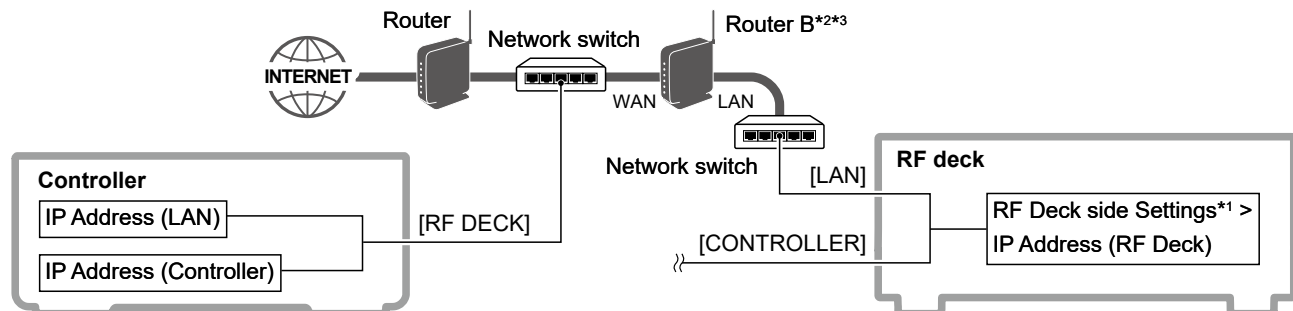 Router
Network switch
Router B*2*3
INTERNET
WAN
LAN
Network switch
Controller
IP Address (LAN)
IP Address (Controller)
[RF DECK]
[LAN]
[CONTROLLER]
RF deck
RF Deck side Settings*1 >
IP Address (RF Deck)